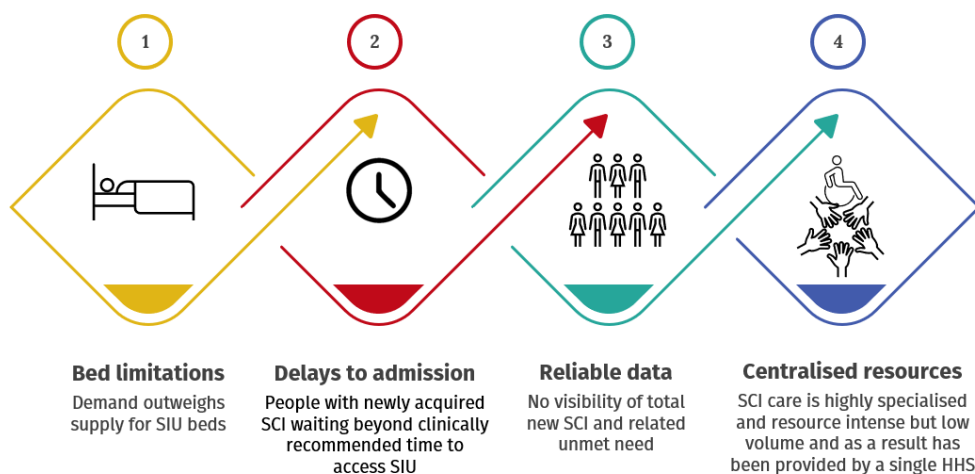 1
2
3
4
Bed limitations
Demand outweighs
supply for SIU beds
Delays to admission
People with newly acquired
SCI waiting beyond clinically
recommended time to
access SIU
Reliable data
No visibility of total
new SCI and related
unmet need
Centralised resources
SCI care is highly specialised
and resource intense but low
volume and as a result has
been provided by a single HHS